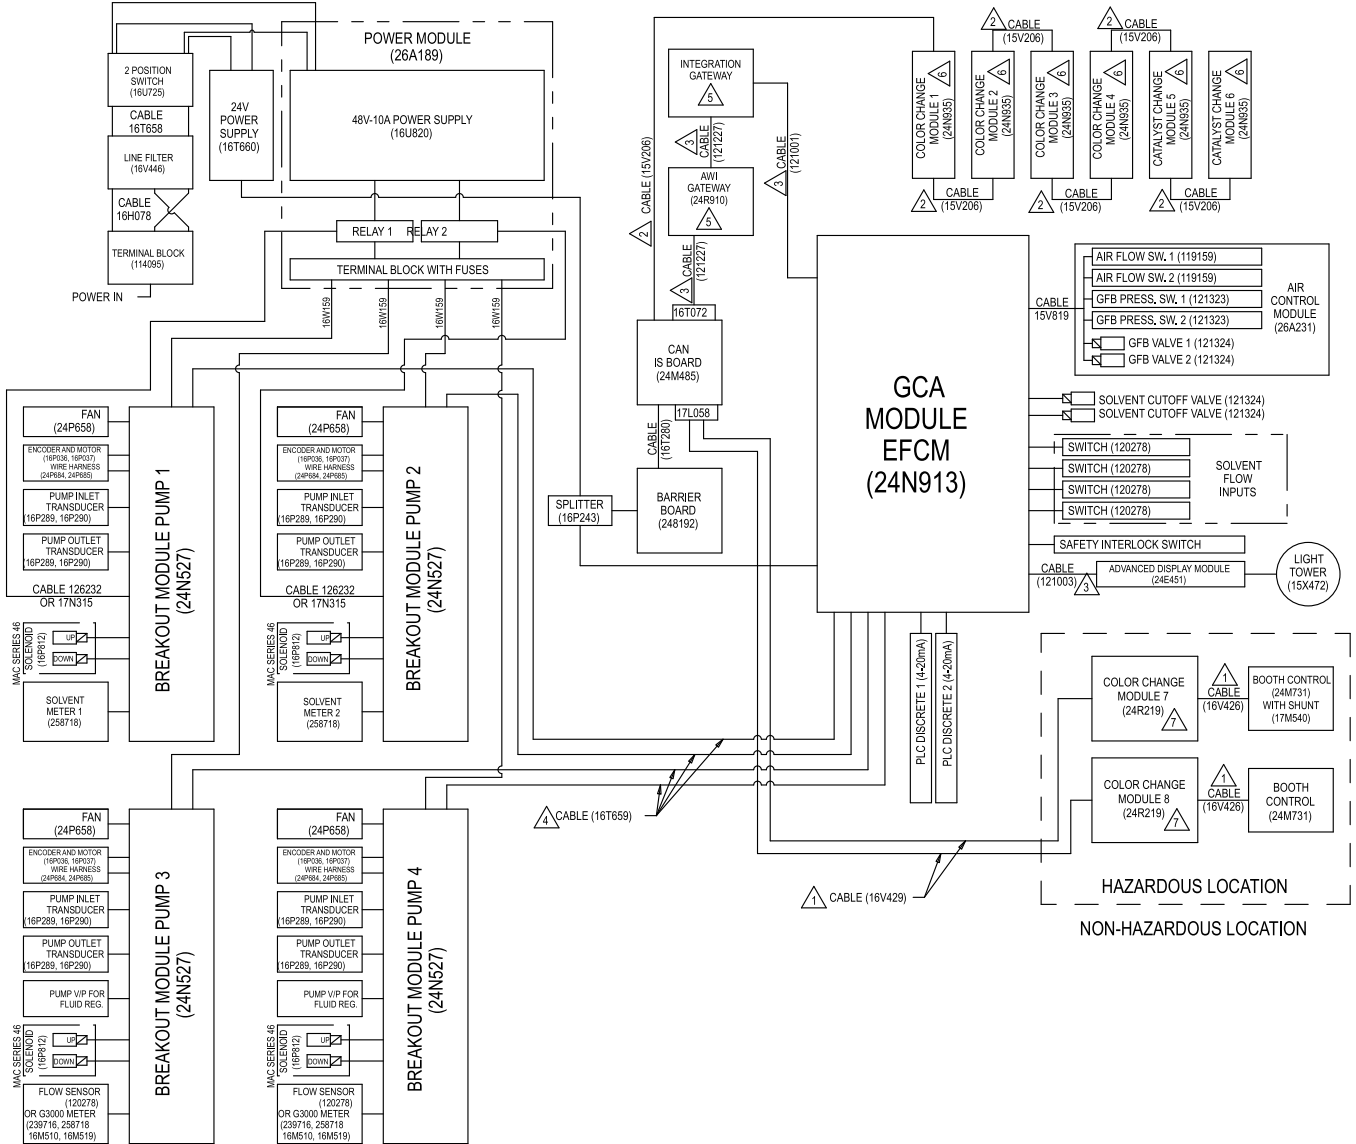 POWER MODULE
(26A189)
2 POSITION
SWITCH
(16U725)
CABLE
16T658
LINE FILTER
(16V446)
CABLE
16H078
TERMINAL BLOCK
(114095)
POWER IN
24V
POWER
SUPPLY
(16T660)
48V-10A POWER SUPPLY
(16U820)
RELAY 1
RELAY 2
TERMINAL BLOCK WITH FUSES
16W159
16W159
16W159
16W159
FAN
(24P658)
ENCODER AND MOTOR
(16P036, 16P037)
WIRE HARNESS
(24P684, 24P685)
PUMP INLET
TRANSDUCER
(16P289, 16P290)
PUMP OUTLET
TRANSDUCER
(16P289, 16P290)
CABLE 126232
OR 17N315
MAC SERIES 46
SOLENOID
(16P812)
UP
DOWN
SOLVENT
METER 1
(258718)
BREAKOUT MODULE PUMP 1
(24N527)
FAN
(24P658)
ENCODER AND MOTOR
(16P036, 16P037)
WIRE HARNESS
(24P684, 24P685)
PUMP INLET
TRANSDUCER
(16P289, 16P290)
PUMP OUTLET
TRANSDUCER
(16P289, 16P290)
CABLE 126232
OR 17N315
MAC SERIES 46
SOLENOID
(16P812)
UP
DOWN
SOLVENT
METER 2
(258718)
BREAKOUT MODULE PUMP 2
(24N527)
FAN
(24P658)
ENCODER AND MOTOR
(16P036, 16P037)
WIRE HARNESS
(24P684, 24P685)
PUMP INLET
TRANSDUCER
(16P289, 16P290)
PUMP OUTLET
TRANSDUCER
(16P289, 16P290)
PUMP V/P FOR
FLUID REG.
MAC SERIES 46
SOLENOID
(16P812)
UP
DOWN
FLOW SENSOR
(120278)
OR G3000 METER
(239716, 258718
16M510, 16M519)
BREAKOUT MODULE PUMP 3
(24N527)
FAN
(24P658)
ENCODER AND MOTOR
(16P036, 16P037)
WIRE HARNESS
(24P684, 24P685)
PUMP INLET
TRANSDUCER
(16P289, 16P290)
PUMP OUTLET
TRANSDUCER
(16P289, 16P290)
PUMP V/P FOR
FLUID REG.
MAC SERIES 46
SOLENOID
(16P812)
UP
DOWN
FLOW SENSOR
(120278)
OR G3000 METER
(239716, 258718
16M510, 16M519)
BREAKOUT MODULE PUMP 4
(24N527)
INTEGRATION
GATEWAY
5
3
CABLE
(121227)
3
CABLE
(121001)
AWI
GATEWAY
(24R910)
5
2
CABLE (15V206)
3
CABLE
(121227)
16T072
CAN
IS BOARD
(24M485)
17L058
CABLE
(16T280)
BARRIER
BOARD
(248192)
SPLITTER
(16P243)
GCA
MODULE
EFCM
(24N913)
2
CABLE
(15V206)
2
CABLE
(15V206)
COLOR CHANGE
MODULE 1
(24N935)
6
COLOR CHANGE
MODULE 2
(24N935)
6
COLOR CHANGE
MODULE 3
(24N935)
6
COLOR CHANGE
MODULE 4
(24N935)
6
CATALYST CHANGE
MODULE 5
(24N935)
6
CATALYST CHANGE
MODULE 6
(24N935)
6
2
CABLE
(15V206)
2
CABLE
(15V206)
2
CABLE
(15V206)
CABLE
15V819
AIR FLOW SW. 1 (119159)
AIR FLOW SW. 2 (119159)
GFB PRESS. SW. 1 (121323)
GFB PRESS. SW. 2 (121323)
GFB VALVE 1 (121324)
GFB VALVE 2 (121324)
AIR
CONTROL
MODULE
(26A231)
SOLVENT CUTOFF VALVE (121324)
SOLVENT CUTOFF VALVE (121324)
SWITCH (120278)
SWITCH (120278)
SWITCH (120278)
SWITCH (120278)
SOLVENT
FLOW
INPUTS
SAFETY INTERLOCK SWITCH
CABLE
(121003)
3
ADVANCED DISPLAY MODULE
(24E451)
LIGHT
TOWER
(15X472)
PLC DISCRETE 1 (4-20mA)
PLC DISCRETE 2 (4-20mA)
COLOR CHANGE
MODULE 7
(24R219)
7
1
CABLE
(16V426)
BOOTH CONTROL
(24M731)
WITH SHUNT
(17M540)
COLOR CHANGE
MODULE 8
(24R219)
7
1
CABLE
(16V426)
BOOTH
CONTROL
(24M731)
HAZARDOUS LOCATION
NON-HAZARDOUS LOCATION
4
CABLE (16T659)
1
CABLE (16V429)